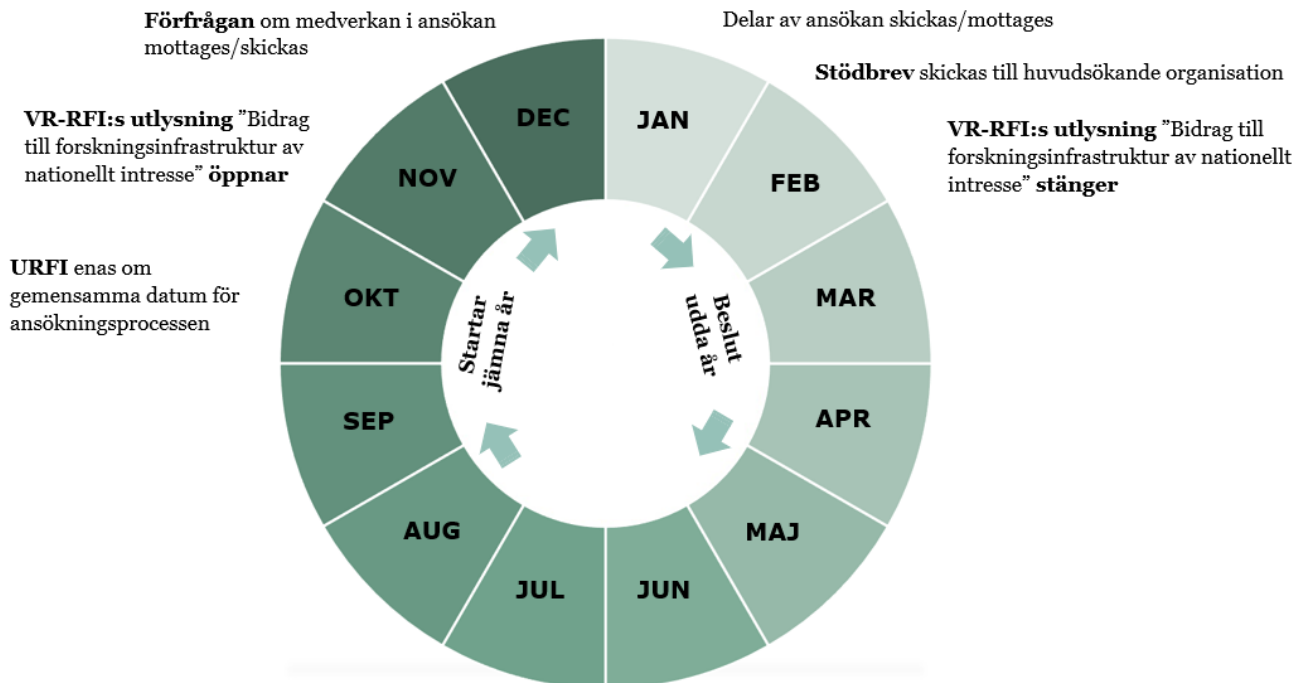 Förfrågan om medverkan i ansökan
mottages/skickas
Delar av ansökan skickas/mottages
Stödbrev skickas till huvudsökande organisation
VR-RFI:s utlysning ”Bidrag
till forskningsinfrastruktur av
nationellt intresse” öppnar
VR-RFI:s utlysning ”Bidrag till
forskningsinfrastruktur av nationellt
intresse” stänger
URFI enas om
gemensamma datum för
ansökningsprocessen
JAN
FEB
MAR
APR
MAJ
JUN
JUL
AUG
SEP
OKT
NOV
DEC
Startar
jämna år
Beslut
udda år